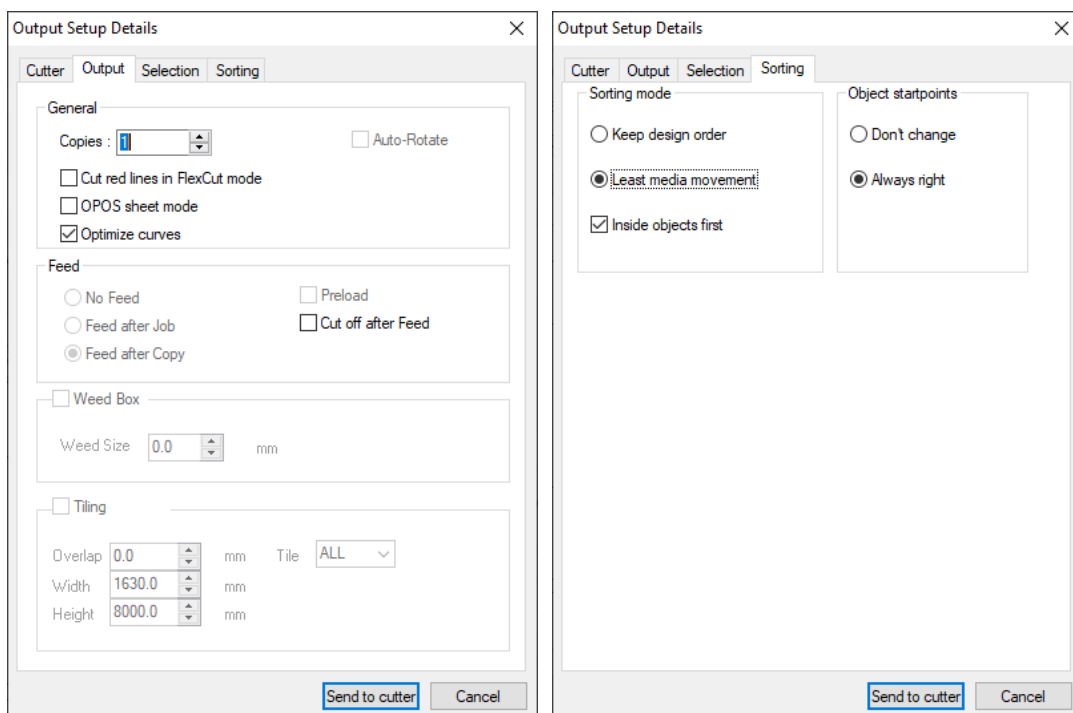 Output Setup Details
Cutter Output Selection Sorting
General
Copies : 1 Auto-Rotate
Cut red lines in FlexCut mode
OPOS sheet mode
Optimize curves
Feed
No Feed Preload
Feed after Job Cut off after Feed
Feed after Copy
Weed Box
Weed Size 0.0 mm
Tiling
Overlap 0.0 mm Tile ALL
Width 1630.0 mm
Height 8000.0 mm
Send to cutter Cancel
Output Setup Details
Cutter Output Selection Sorting
Sorting mode Object startpoints
Keep design order Don't change
Least media movement Always right
Inside objects first
Send to cutter Cancel